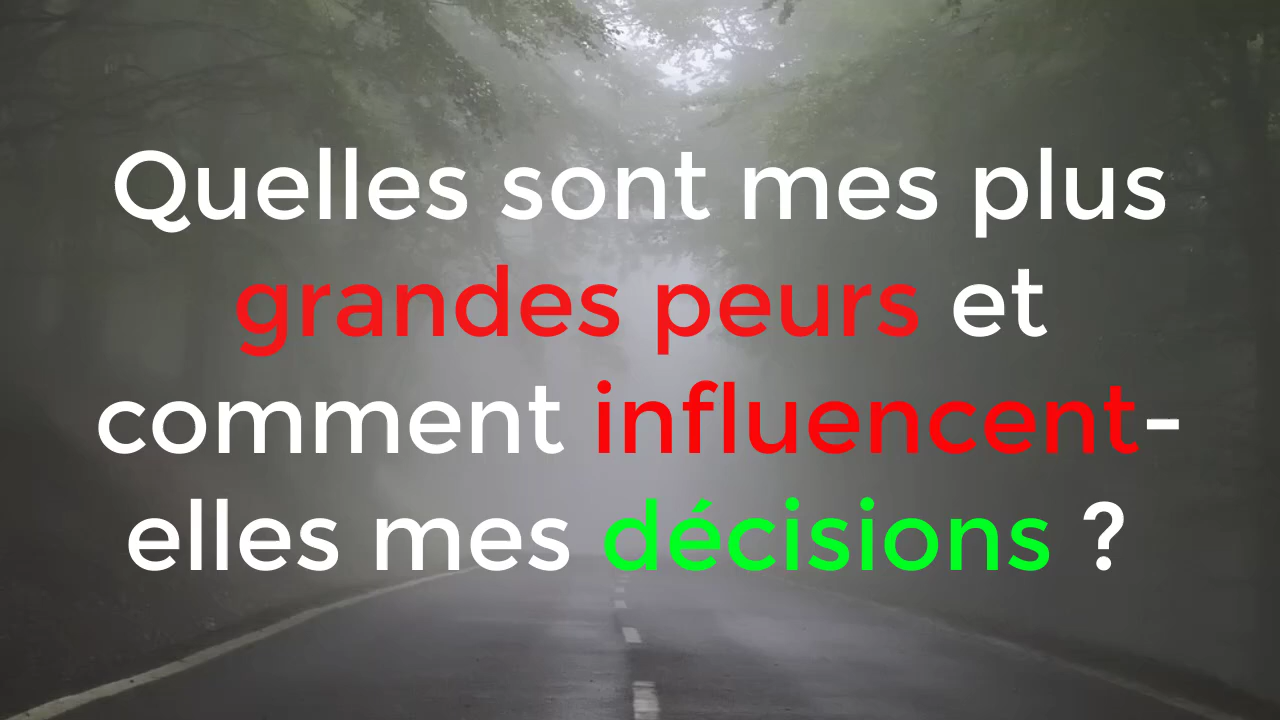 Quelles sont mes plus
grandes peurs et
comment influencent-
elles mes décisions ?